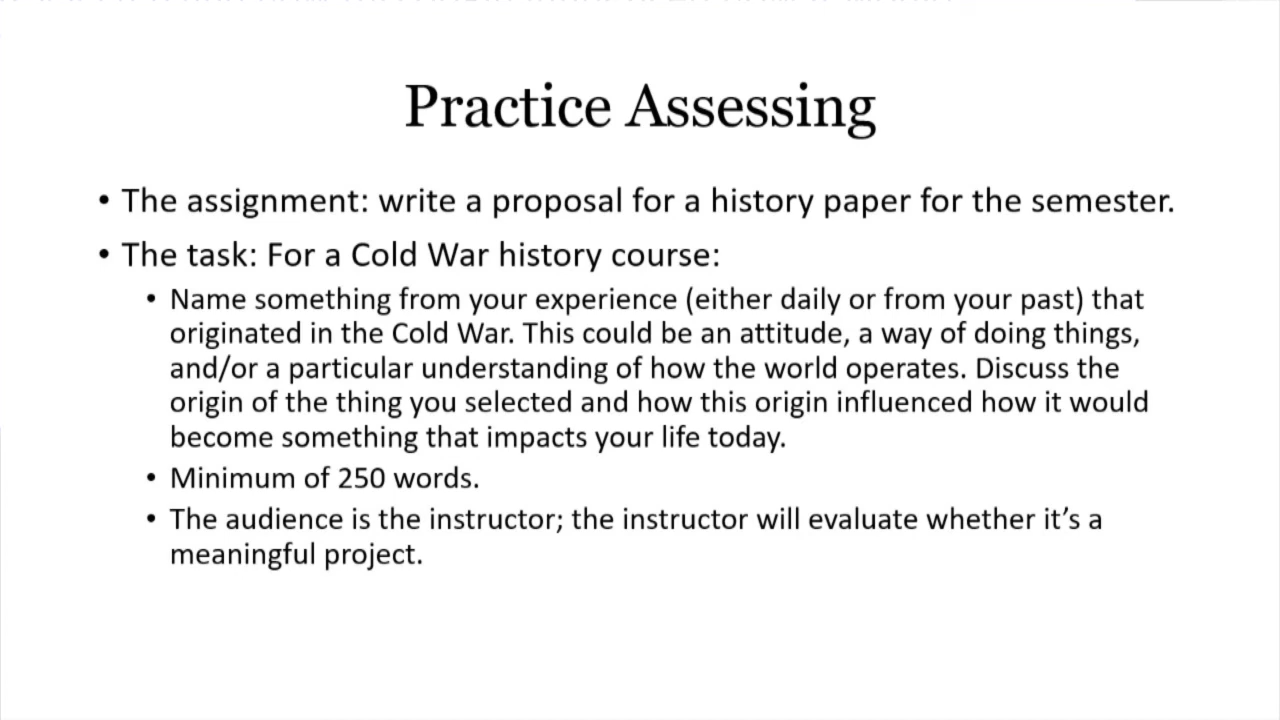 Practice Assessing
• The assignment: write a proposal for a history paper for the semester.
• The task: For a Cold War history course:
• Name something from your experience (either daily or from your past) that
originated in the Cold War. This could be an attitude, a way of doing things,
and/or a particular understanding of how the world operates. Discuss the
origin of the thing you selected and how this origin influenced how it would
become something that impacts your life today.
• Minimum of 250 words.
• The audience is the instructor; the instructor will evaluate whether it’s a
meaningful project.